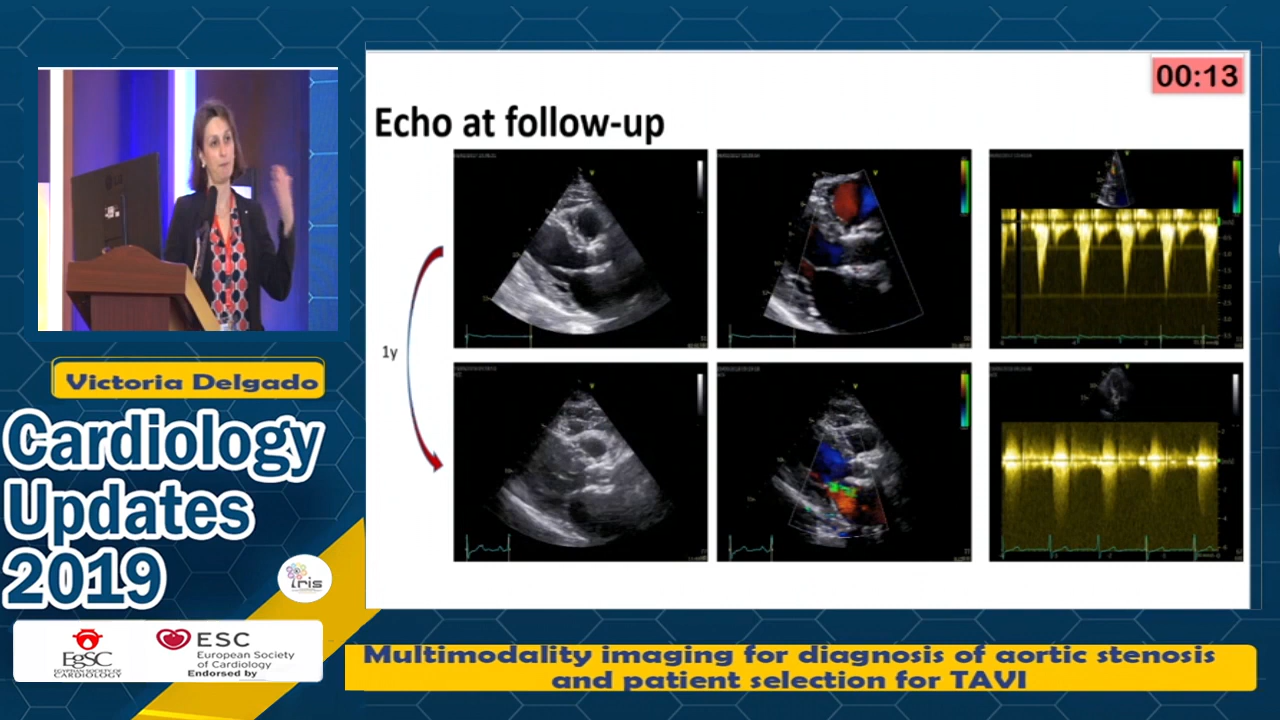 00:13
Echo at follow-up
1y
Victoria Delgado
Cardiology
Updates
2019
iris
EgSC
EGYPTIAN SOCIETY OF
CARDIOLOGY
ESC
European Society
of Cardiology
Endorsed by
Multimodality imaging for diagnosis of aortic stenosis
and patient selection for TAVI